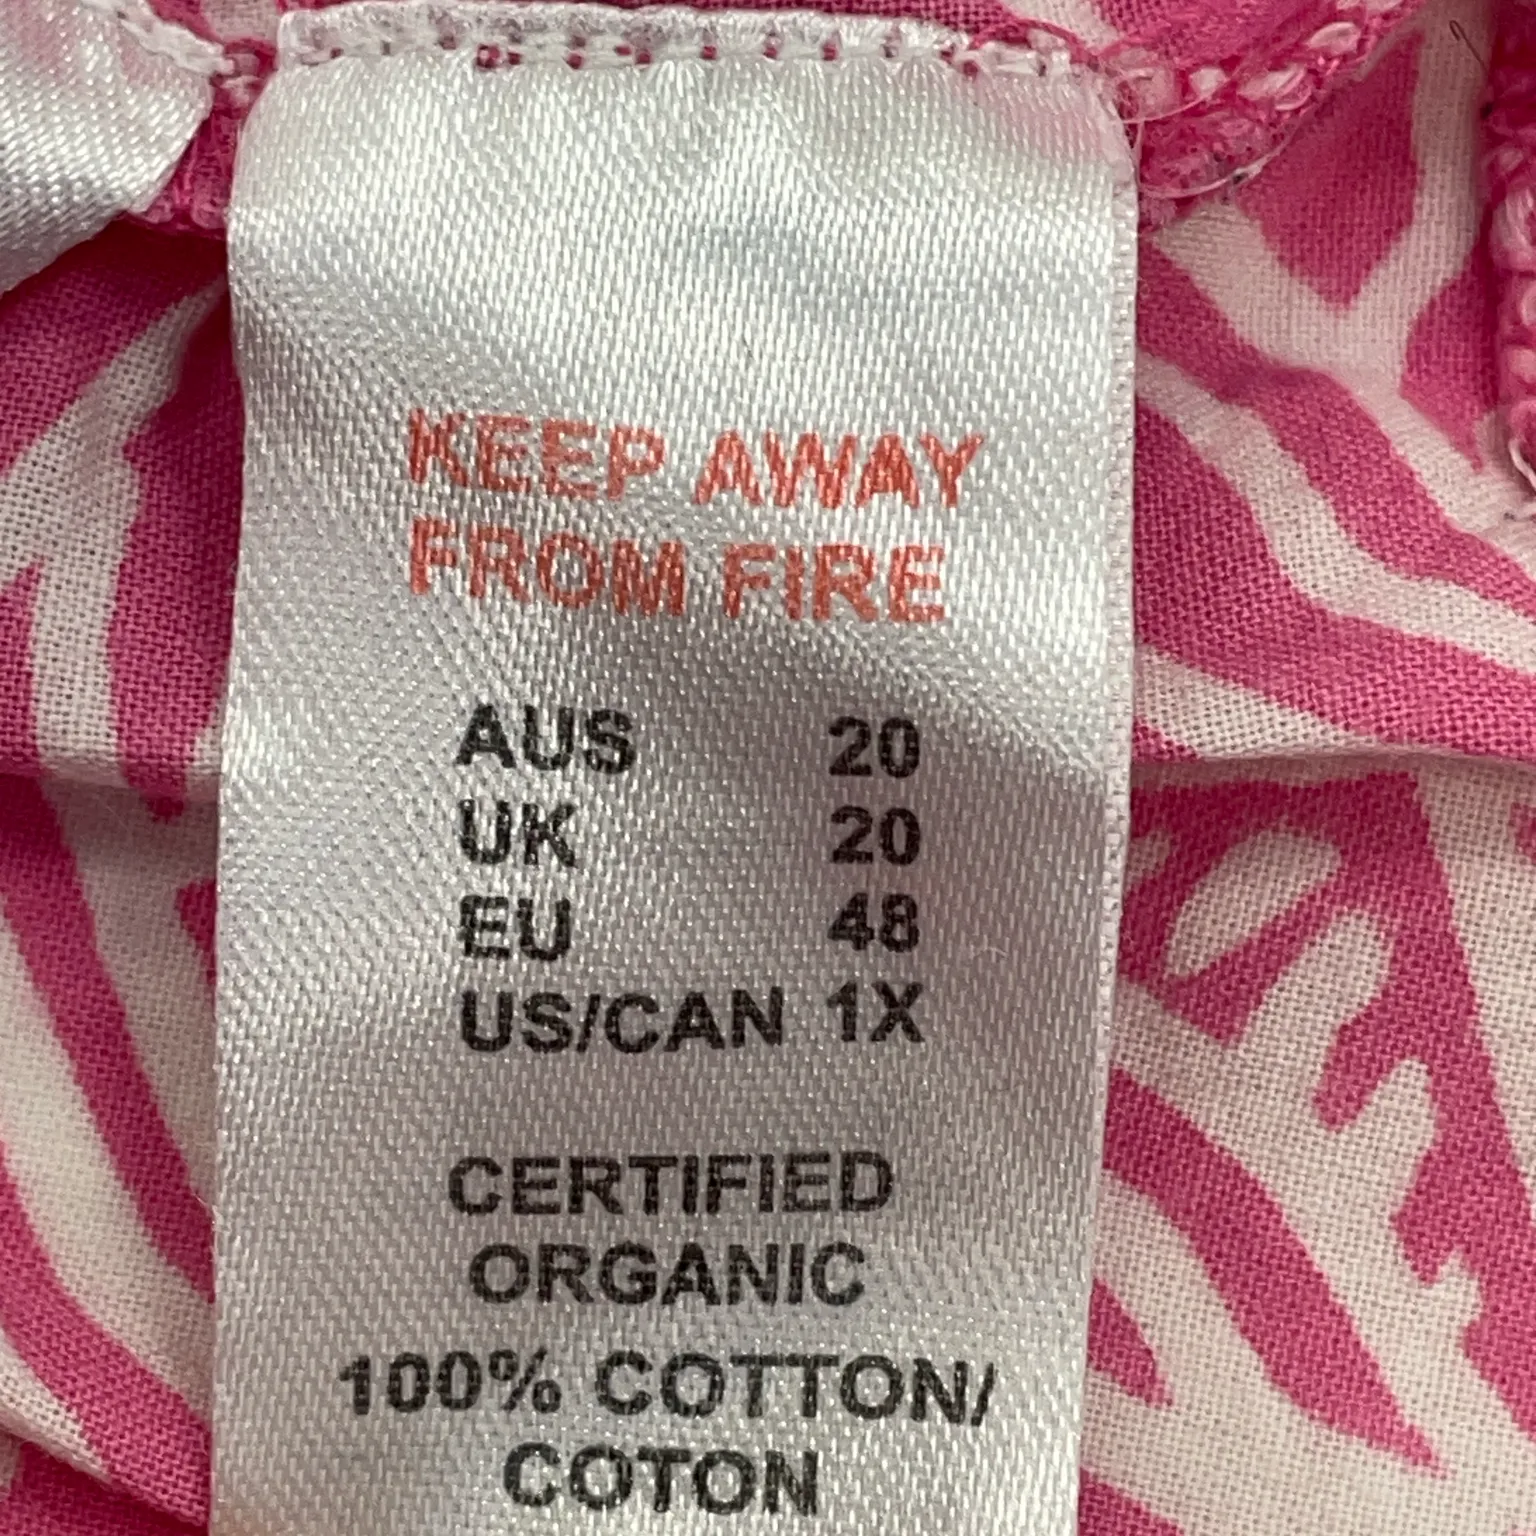 KEEP AWAY
FROM FIRE
AUS 20
UK 20
EU 48
US/CAN 1X
CERTIFIED
ORGANIC
100% COTTON/
COTON